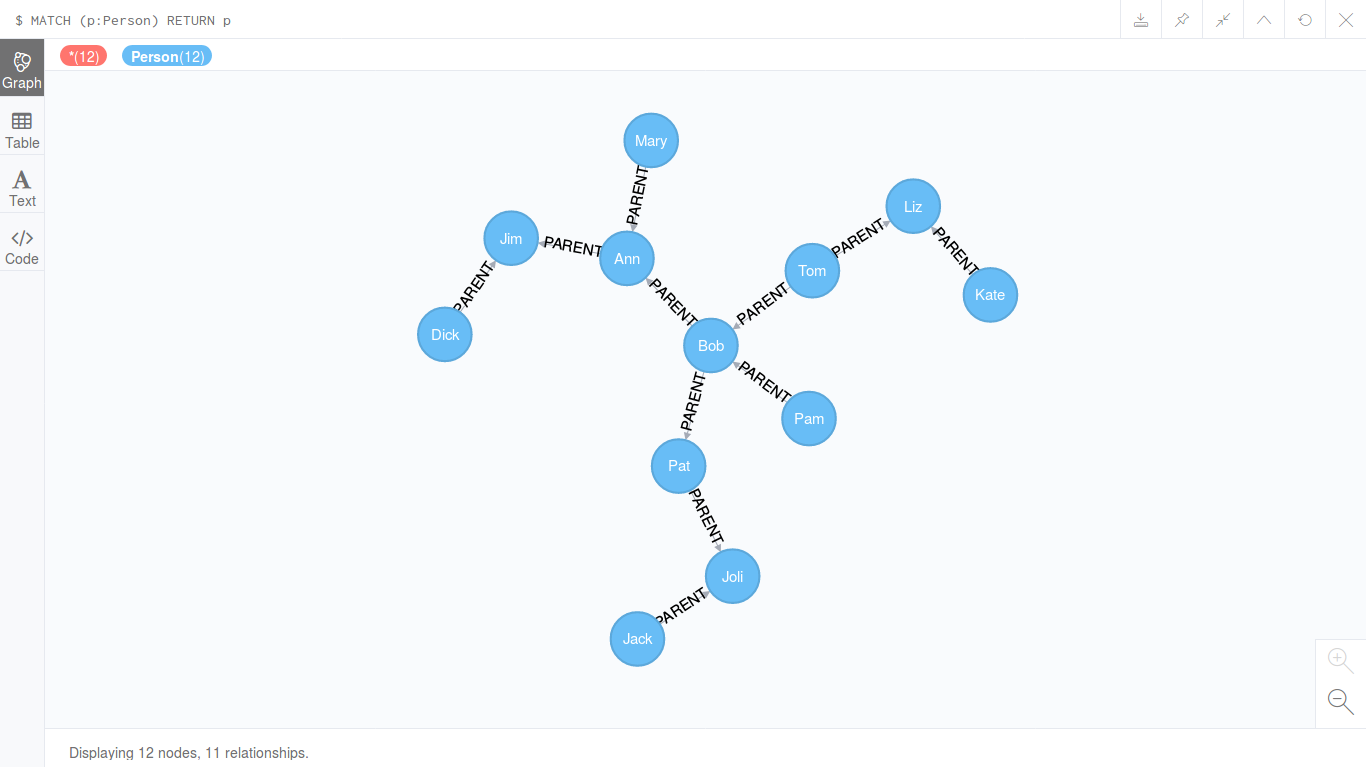 $ MATCH (p:Person) RETURN p
*(12) Person(12)
Graph
Table
A
Text
</>
Code
Mary
PARENT
Jim
PARENT
Ann
PARENT
Dick
PARENT
Liz
PARENT
Tom
PARENT
Kate
PARENT
Bob
PARENT
Pam
PARENT
Pat
PARENT
Joli
PARENT
Jack
Displaying 12 nodes, 11 relationships.